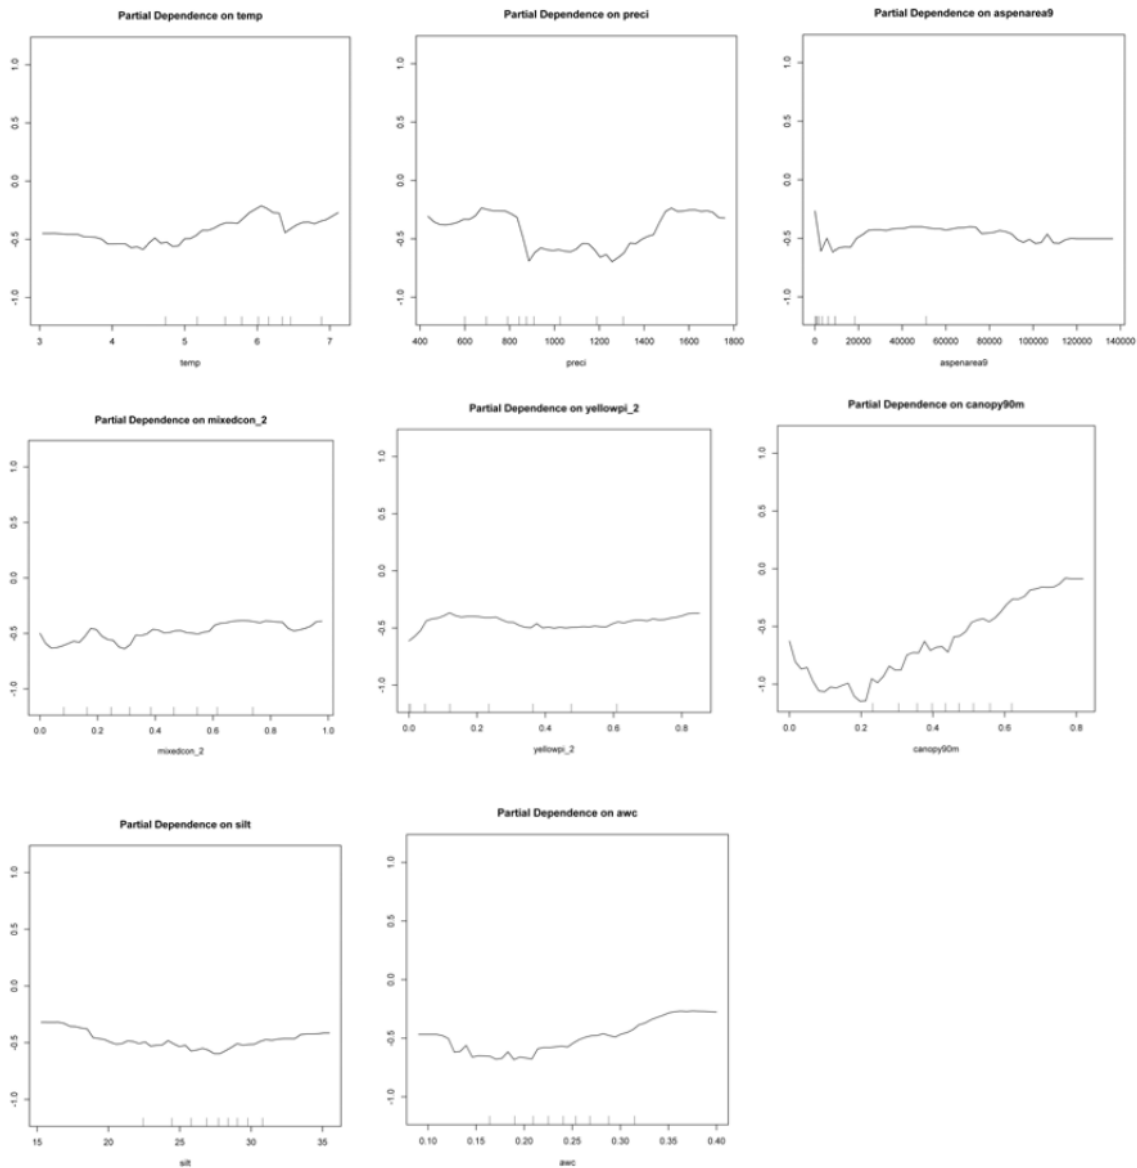 Partial Dependence on temp
1.0
0.5
0.0
-0.5
-1.0
3 4 5 6 7
temp
Partial Dependence on preci
1.0
0.5
0.0
-0.5
-1.0
400 600 800 1000 1200 1400 1600 1800
preci
Partial Dependence on aspenarea9
1.0
0.5
0.0
-0.5
-1.0
0 20000 40000 60000 80000 100000 120000 140000
aspenarea9
Partial Dependence on mixedcon_2
1.0
0.5
0.0
-0.5
-1.0
0.0 0.2 0.4 0.6 0.8 1.0
mixedcon_2
Partial Dependence on yellowpi_2
1.0
0.5
0.0
-0.5
-1.0
0.0 0.2 0.4 0.6 0.8
yellowpi_2
Partial Dependence on canopy90m
1.0
0.5
0.0
-0.5
-1.0
0.0 0.2 0.4 0.6 0.8
canopy90m
Partial Dependence on silt
1.0
0.5
0.0
-0.5
-1.0
15 20 25 30 35
silt
Partial Dependence on awc
1.0
0.5
0.0
-0.5
-1.0
0.10 0.15 0.20 0.25 0.30 0.35 0.40
awc